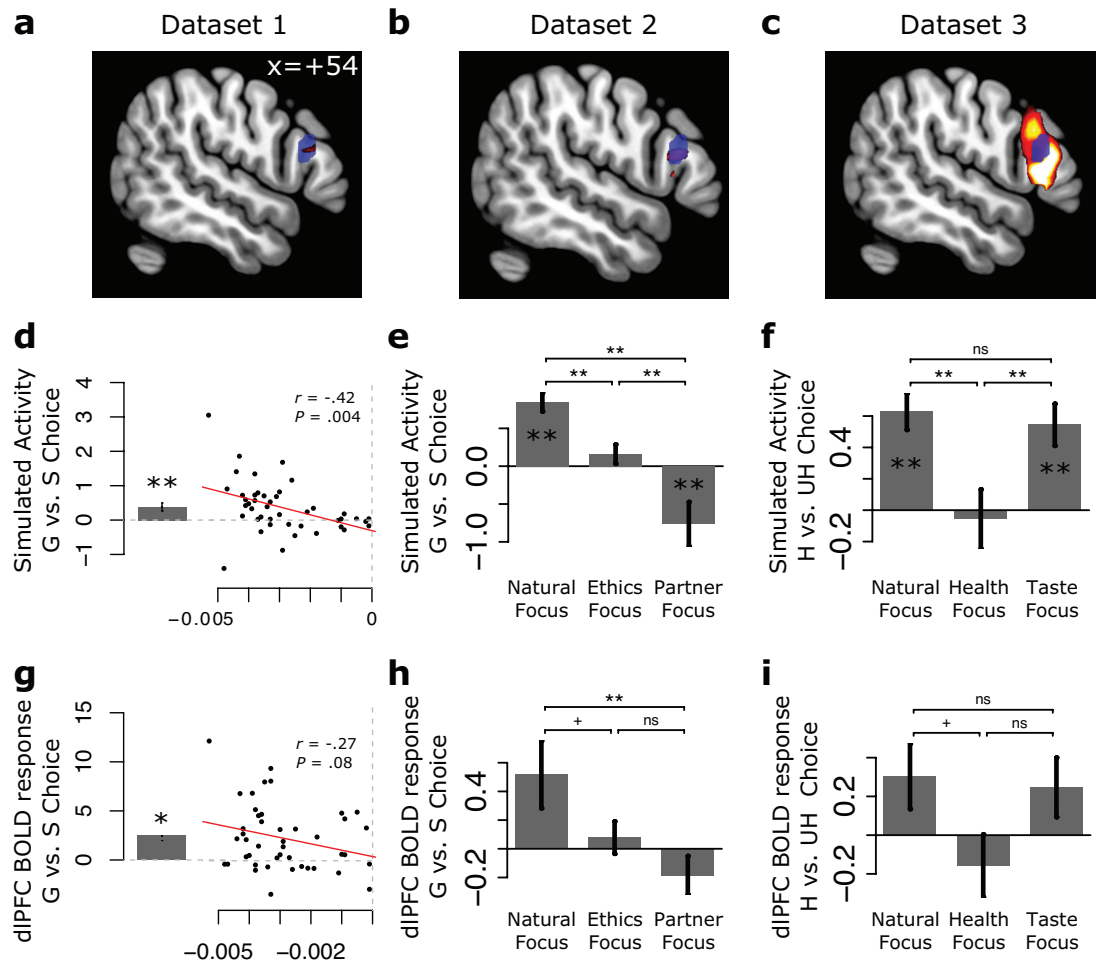 a Dataset 1
b Dataset 2
c Dataset 3
x=+54
d
Simulated Activity
G vs. S Choice
4
3
2
1
0
−1
**
r = -.42
P = .004
−0.005
0
e
Simulated Activity
G vs. S Choice
0.0
−1.0
**
**
**
**
**
Natural
Focus
Ethics
Focus
Partner
Focus
f
Simulated Activity
H vs. UH Choice
0.4
−0.2
ns
**
**
**
**
Natural
Focus
Health
Focus
Taste
Focus
g
dlPFC BOLD response
G vs. S Choice
15
10
5
0
*
r = -.27
P = .08
−0.005
−0.002
h
dlPFC BOLD response
G vs. S Choice
0.4
−0.2
**
+
ns
Natural
Focus
Ethics
Focus
Partner
Focus
i
dlPFC BOLD response
H vs. UH Choice
0.2
−0.2
ns
+
ns
Natural
Focus
Health
Focus
Taste
Focus